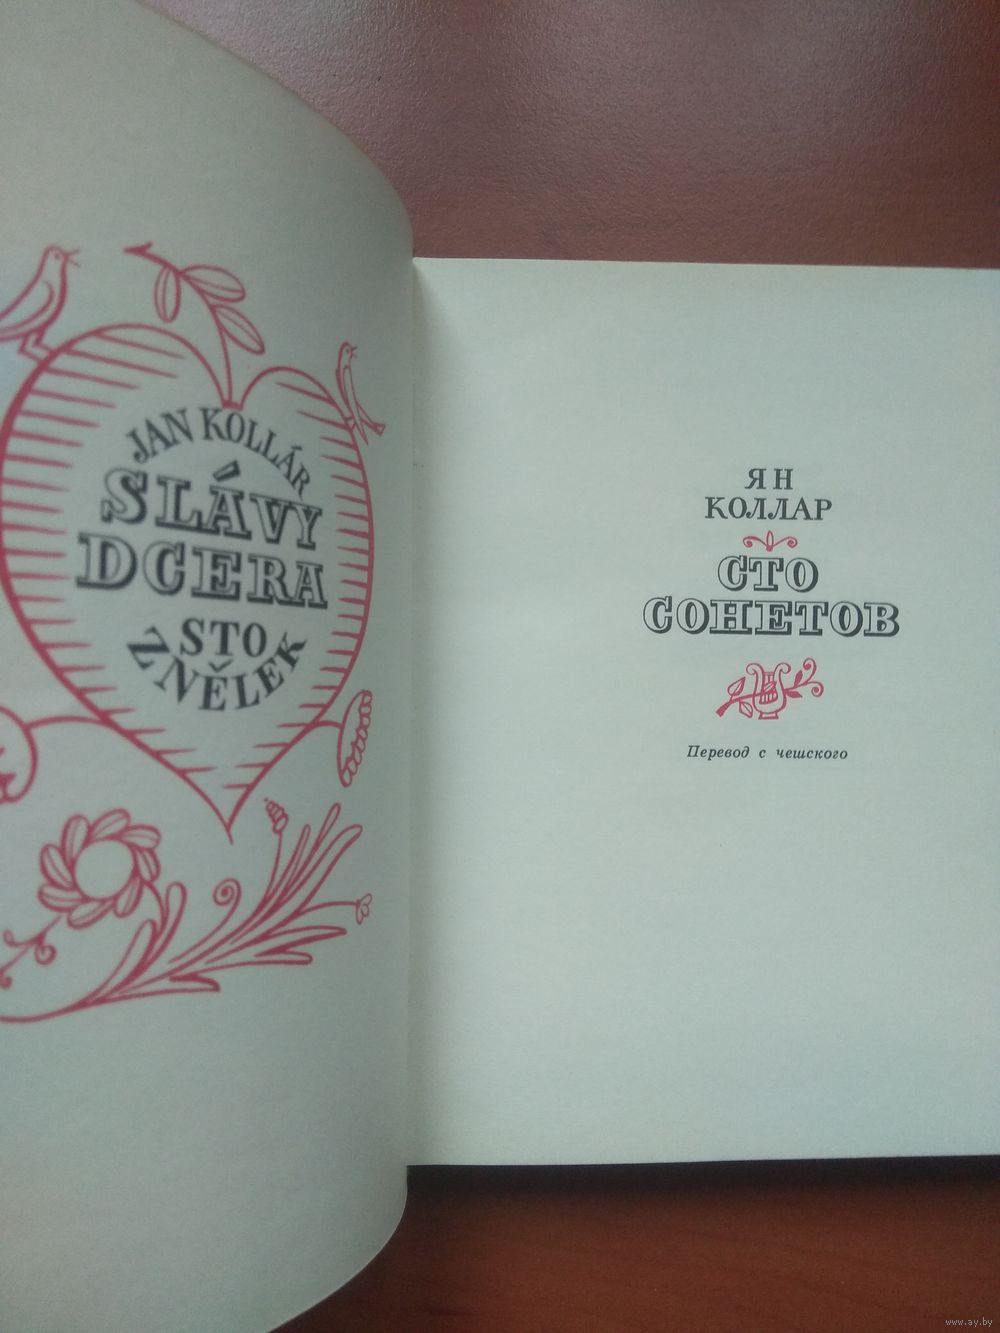 JAN KOLLÁR
SLÁVY
DCERA
STO
ZNĚLEK
ЯН
КОЛЛАР
СТО
СОНЕТОВ
Перевод с чешского
www.ay.by